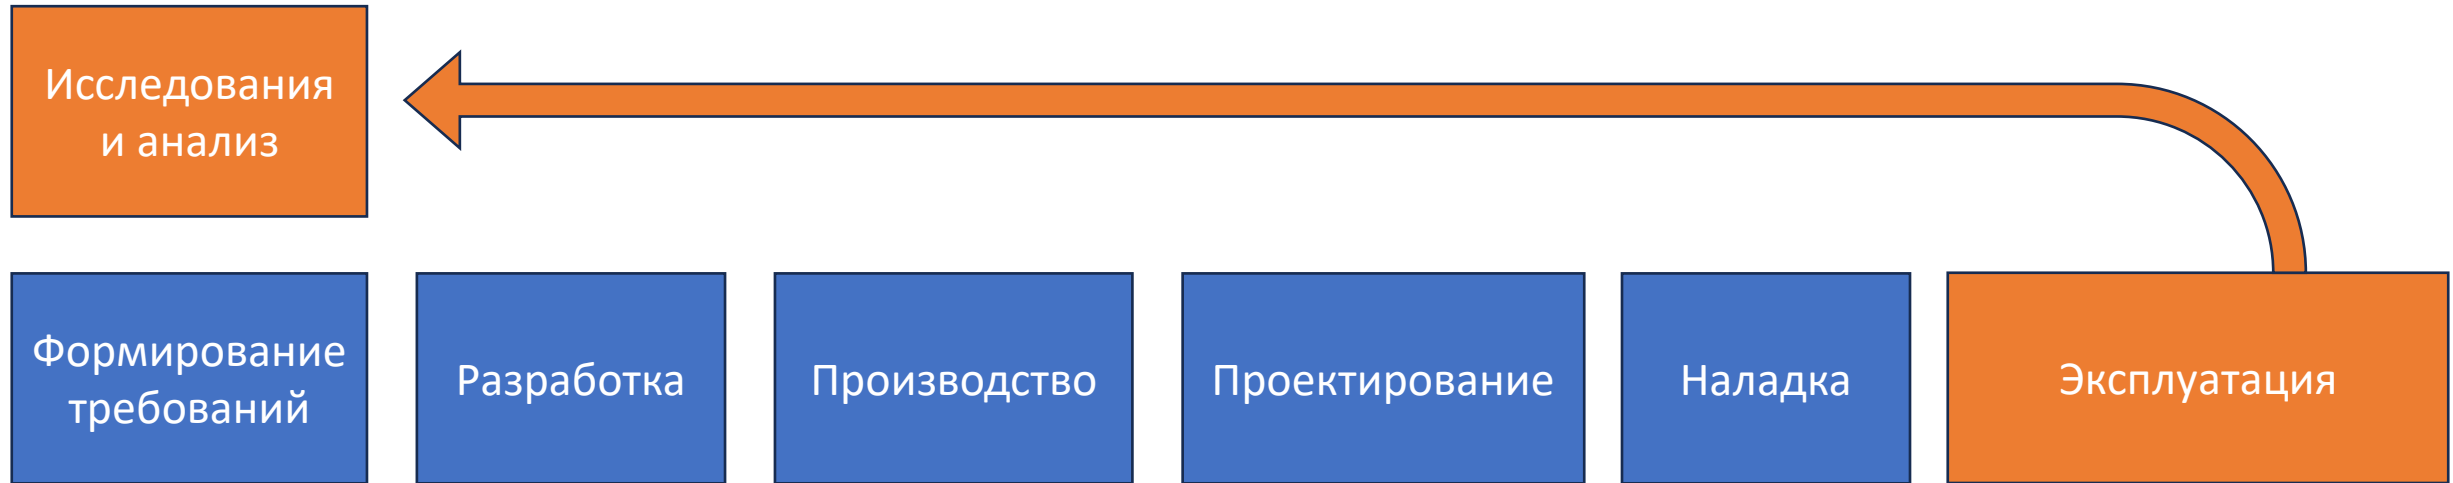 Исследования
и анализ
Формирование
требований
Разработка
Производство
Проектирование
Наладка
Эксплуатация